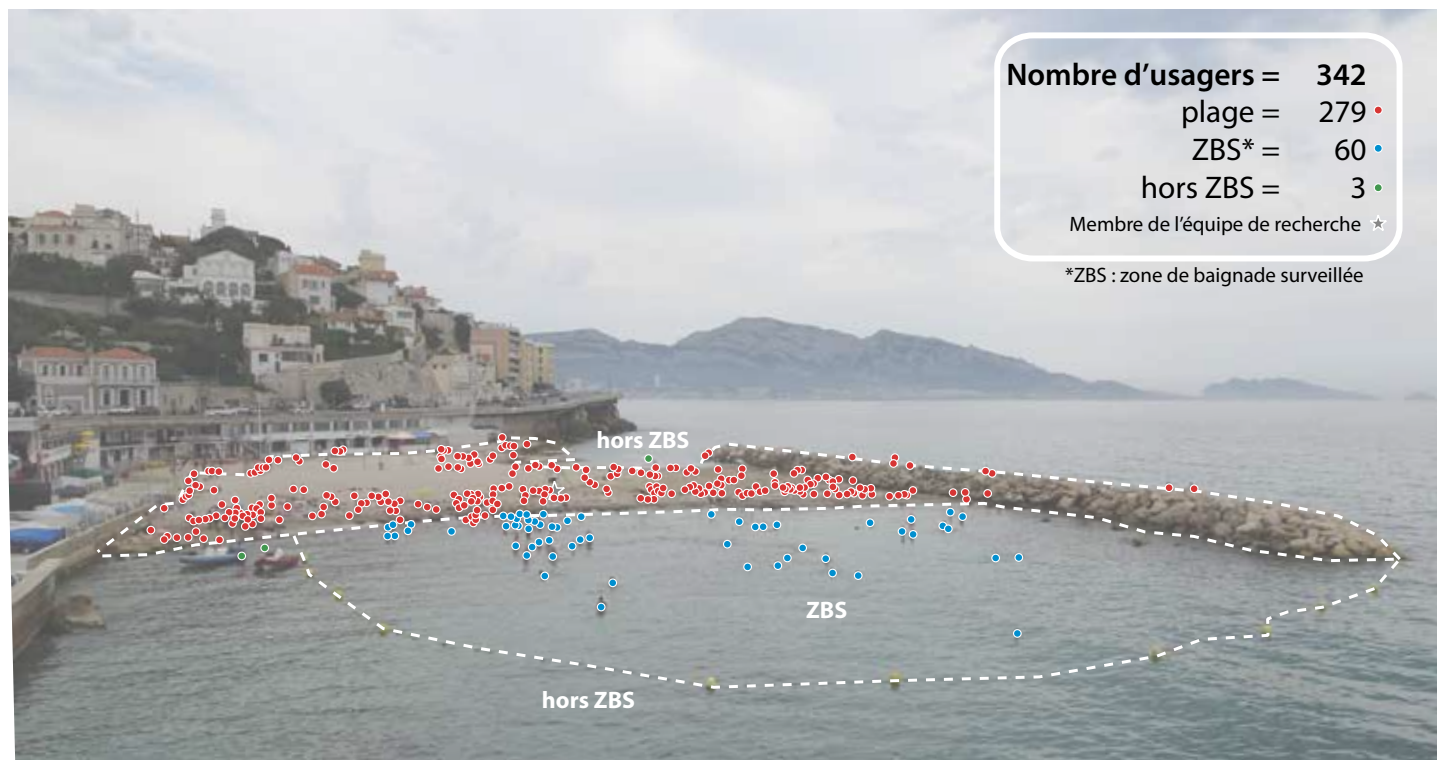 Nombre d'usagers = 342
plage = 279
ZBS* = 60
hors ZBS = 3
Membre de l'équipe de recherche
*ZBS : zone de baignade surveillée
hors ZBS
ZBS
hors ZBS